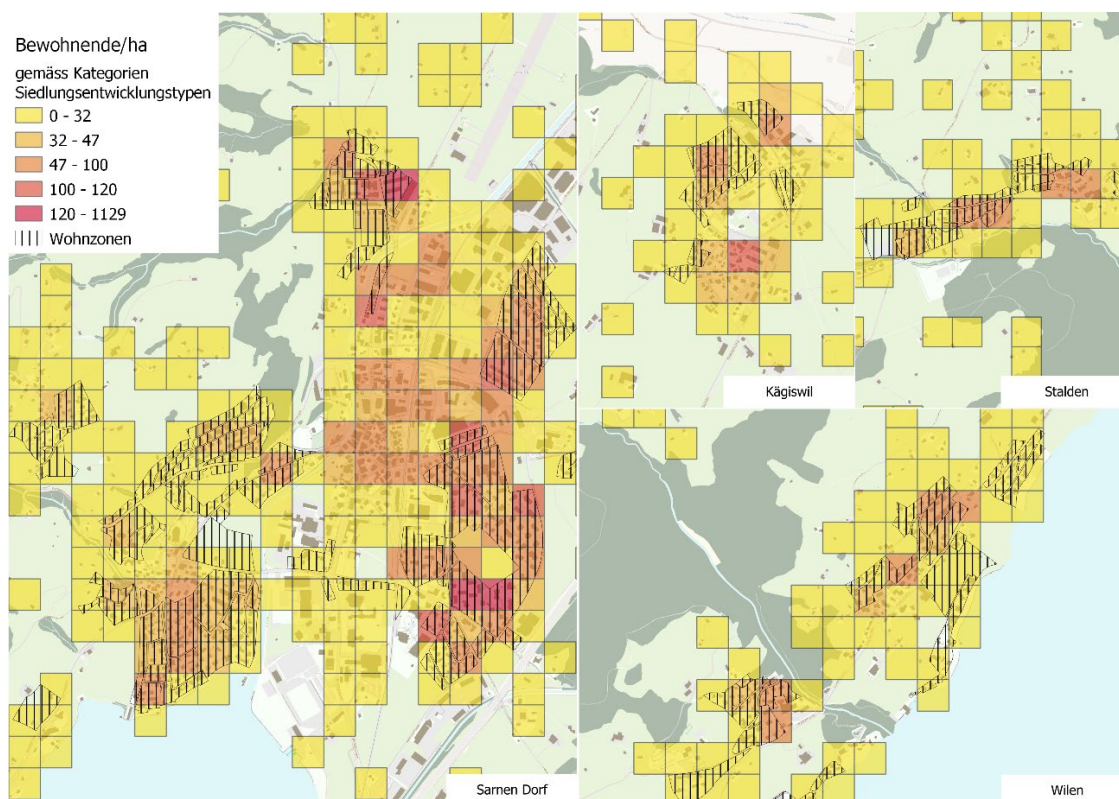 Bewohnende/ha
gemäss Kategorien
Siedlungsentwicklungstypen
0 - 32
32 - 47
47 - 100
100 - 120
120 - 1129
Wohnzonen
Kägiswil
Stalden
Sarnen Dorf
Wilen